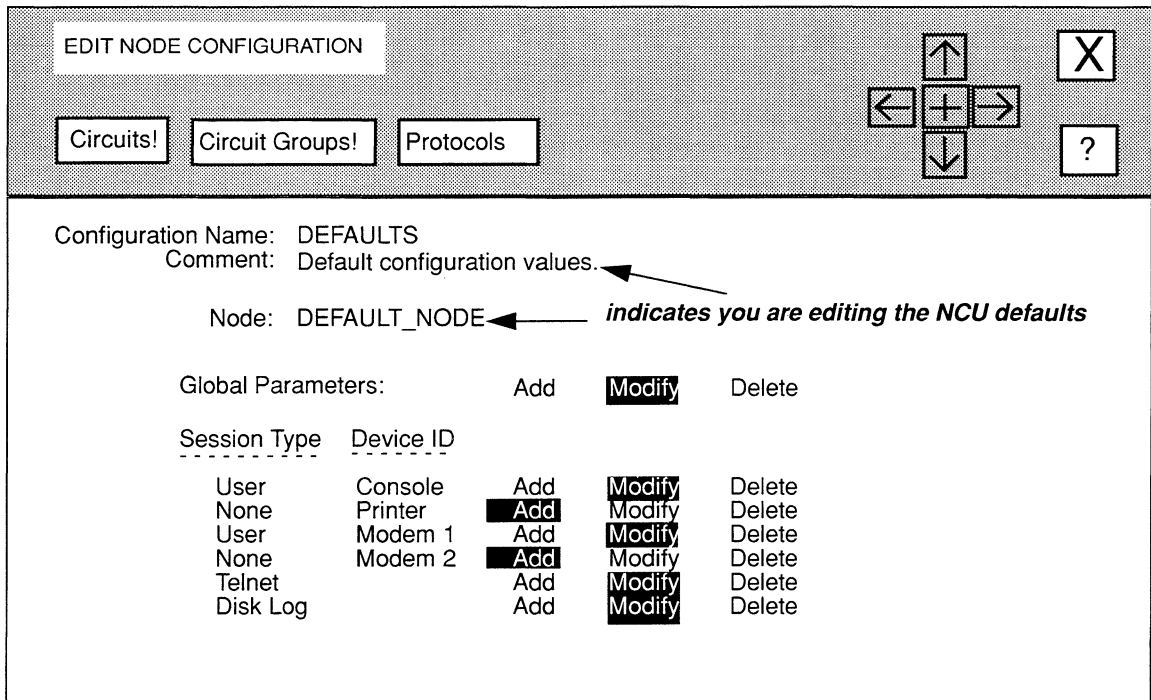 EDIT NODE CONFIGURATION
X
Circuits! Circuit Groups! Protocols
?
Configuration Name: DEFAULTS
Comment: Default configuration values.
Node: DEFAULT_NODE
indicates you are editing the NCU defaults
Global Parameters: Add Modify Delete
Session Type Device ID
User Console Add Modify Delete
None Printer Add Modify Delete
User Modem 1 Add Modify Delete
None Modem 2 Add Modify Delete
Telnet Add Modify Delete
Disk Log Add Modify Delete